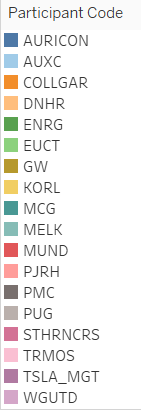 Participant Code
AURICON
AUXC
COLLGAR
DNHR
ENRG
EUCT
GW
KORL
MCG
MELK
MUND
PJRH
PMC
PUG
STHRNCRS
TRMOS
TSLA_MGT
WGUTD